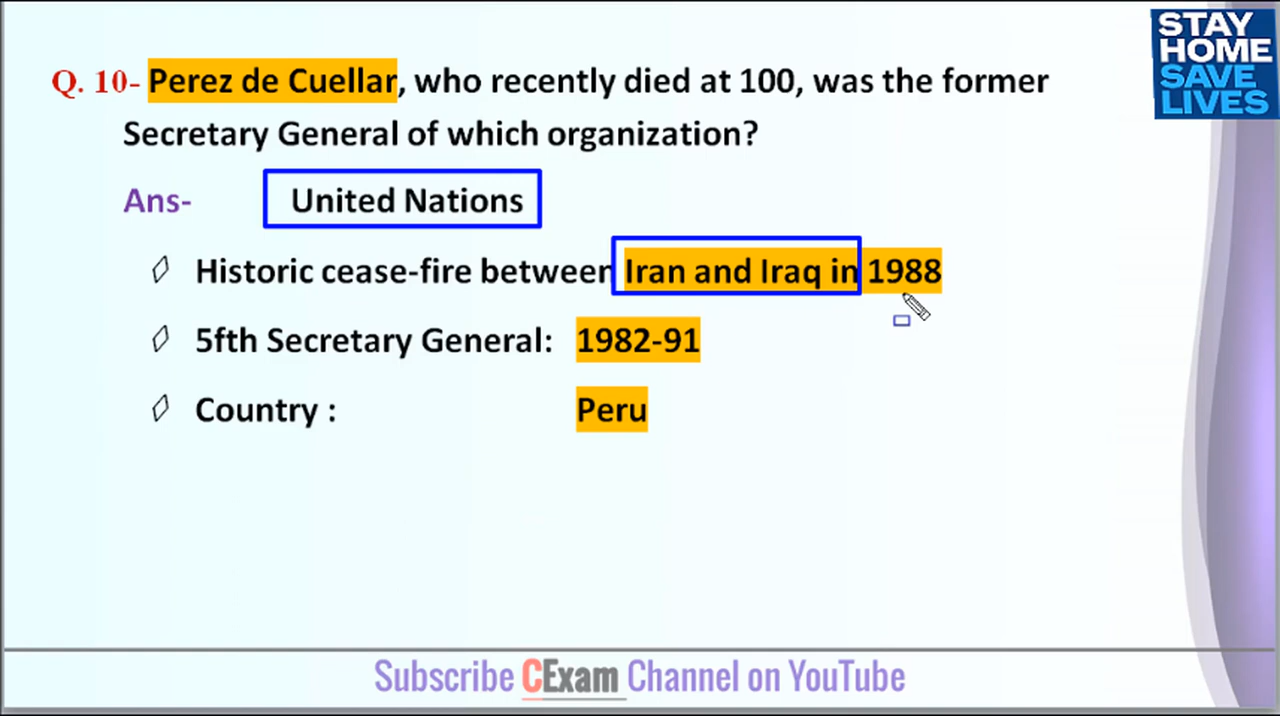 STAY
HOME
SAVE
LIVES
Q. 10- Perez de Cuellar, who recently died at 100, was the former
Secretary General of which organization?
Ans- United Nations
Historic cease-fire between Iran and Iraq in 1988
5fth Secretary General: 1982-91
Country : Peru
Subscribe CExam Channel on YouTube